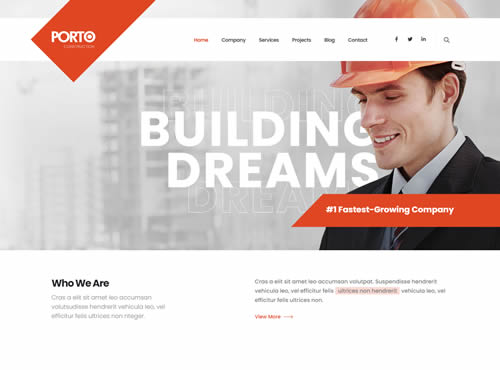 PORTO
CONSTRUCTION
Home Company Services Projects Blog Contact
BUILDING
BUILDING
DREAMS
DREAMS
#1 Fastest-Growing Company
Who We Are
Cras a elit sit amet leo accumsan
volutsudisse hendrerit vehicula leo, vel
efficitur felis ultrices non nteger.
Cras a elit sit amet leo accumsan volutpat. Suspendisse hendrerit
vehicula leo, vel efficitur felis ultrices non hendrerit vehicula leo, vel
efficitur felis ultrices non.
View More